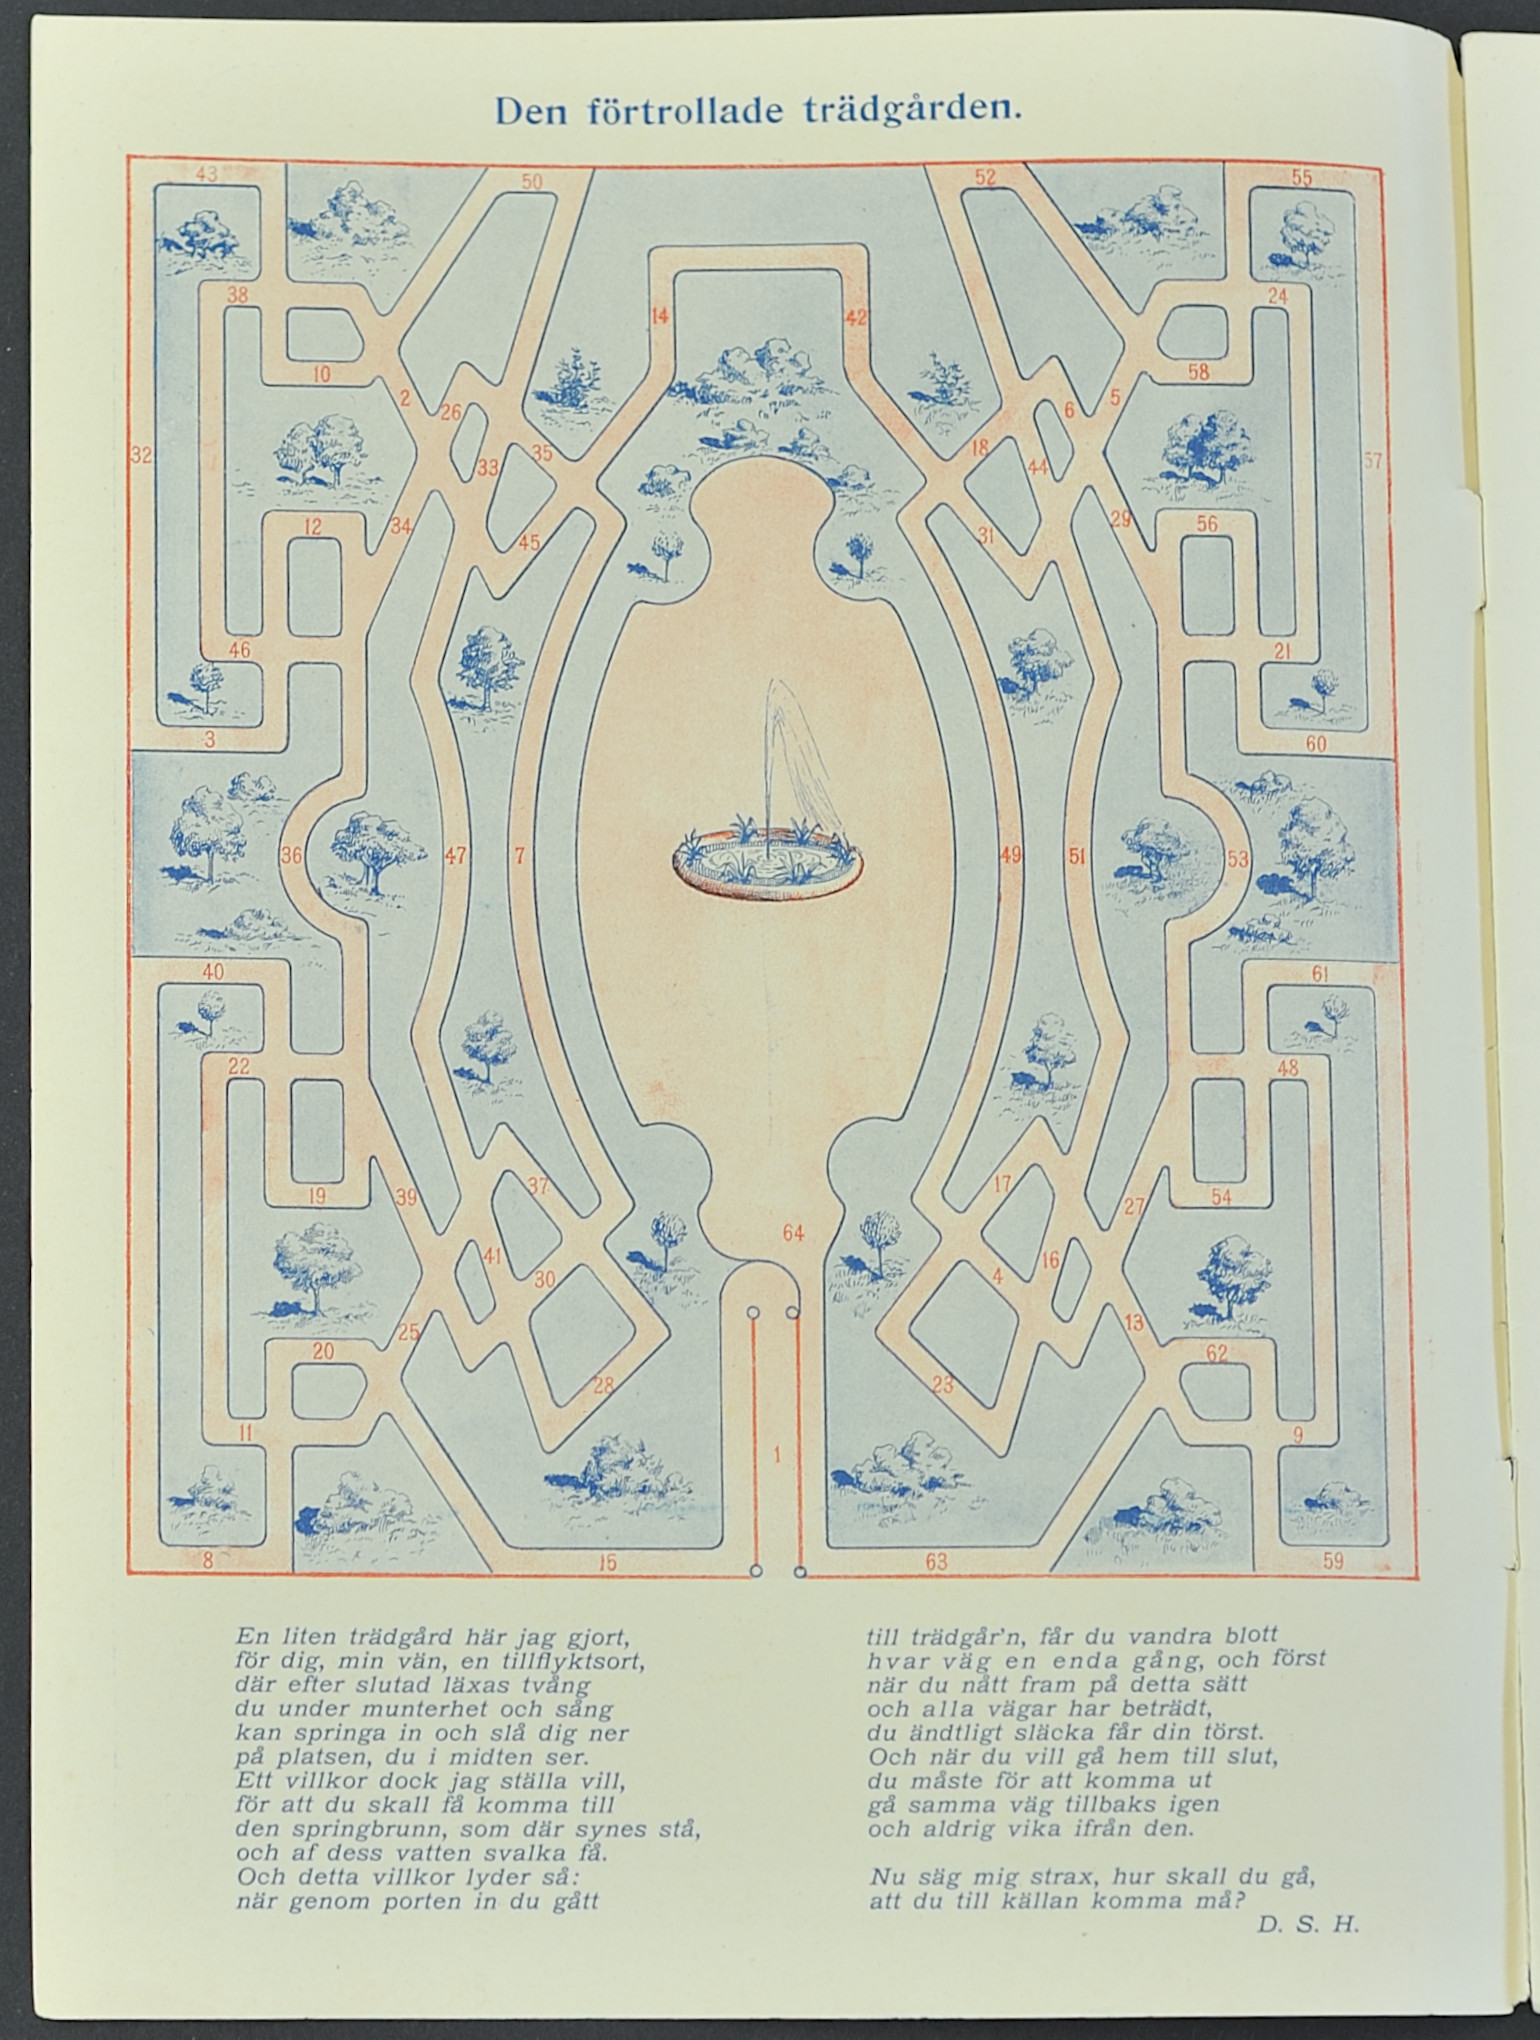 Den förtrollade trädgården.
43
50
52
55
38
24
14
42
10
58
2
5
26
6
35
18
32
33
44
57
12
34
45
31
29
56
46
21
3
60
36
47
7
49
51
53
40
61
22
48
19
39
37
17
27
54
64
41
30
4
16
25
13
20
62
28
23
11
9
1
8
15
63
59
En liten trädgård här jag gjort,
för dig, min vän, en tillflyktsort,
där efter slutad läxas tvång
du under munterhet och sång
kan springa in och slå dig ner
på platsen, du i midten ser.
Ett villkor dock jag ställa vill,
för att du skall få komma till
den springbrunn, som där synes stå,
och af dess vatten svalka få.
Och detta villkor lyder så:
när genom porten in du gått
till trädgår'n, får du vandra blott
hvar väg en enda gång, och först
när du nått fram på detta sätt
och alla vägar har beträdt,
du ändtligt släcka får din törst.
Och när du vill gå hem till slut,
du måste för att komma ut
gå samma väg tillbaks igen
och aldrig vika ifrån den.
Nu säg mig strax, hur skall du gå,
att du till källan komma må?
D. S. H.